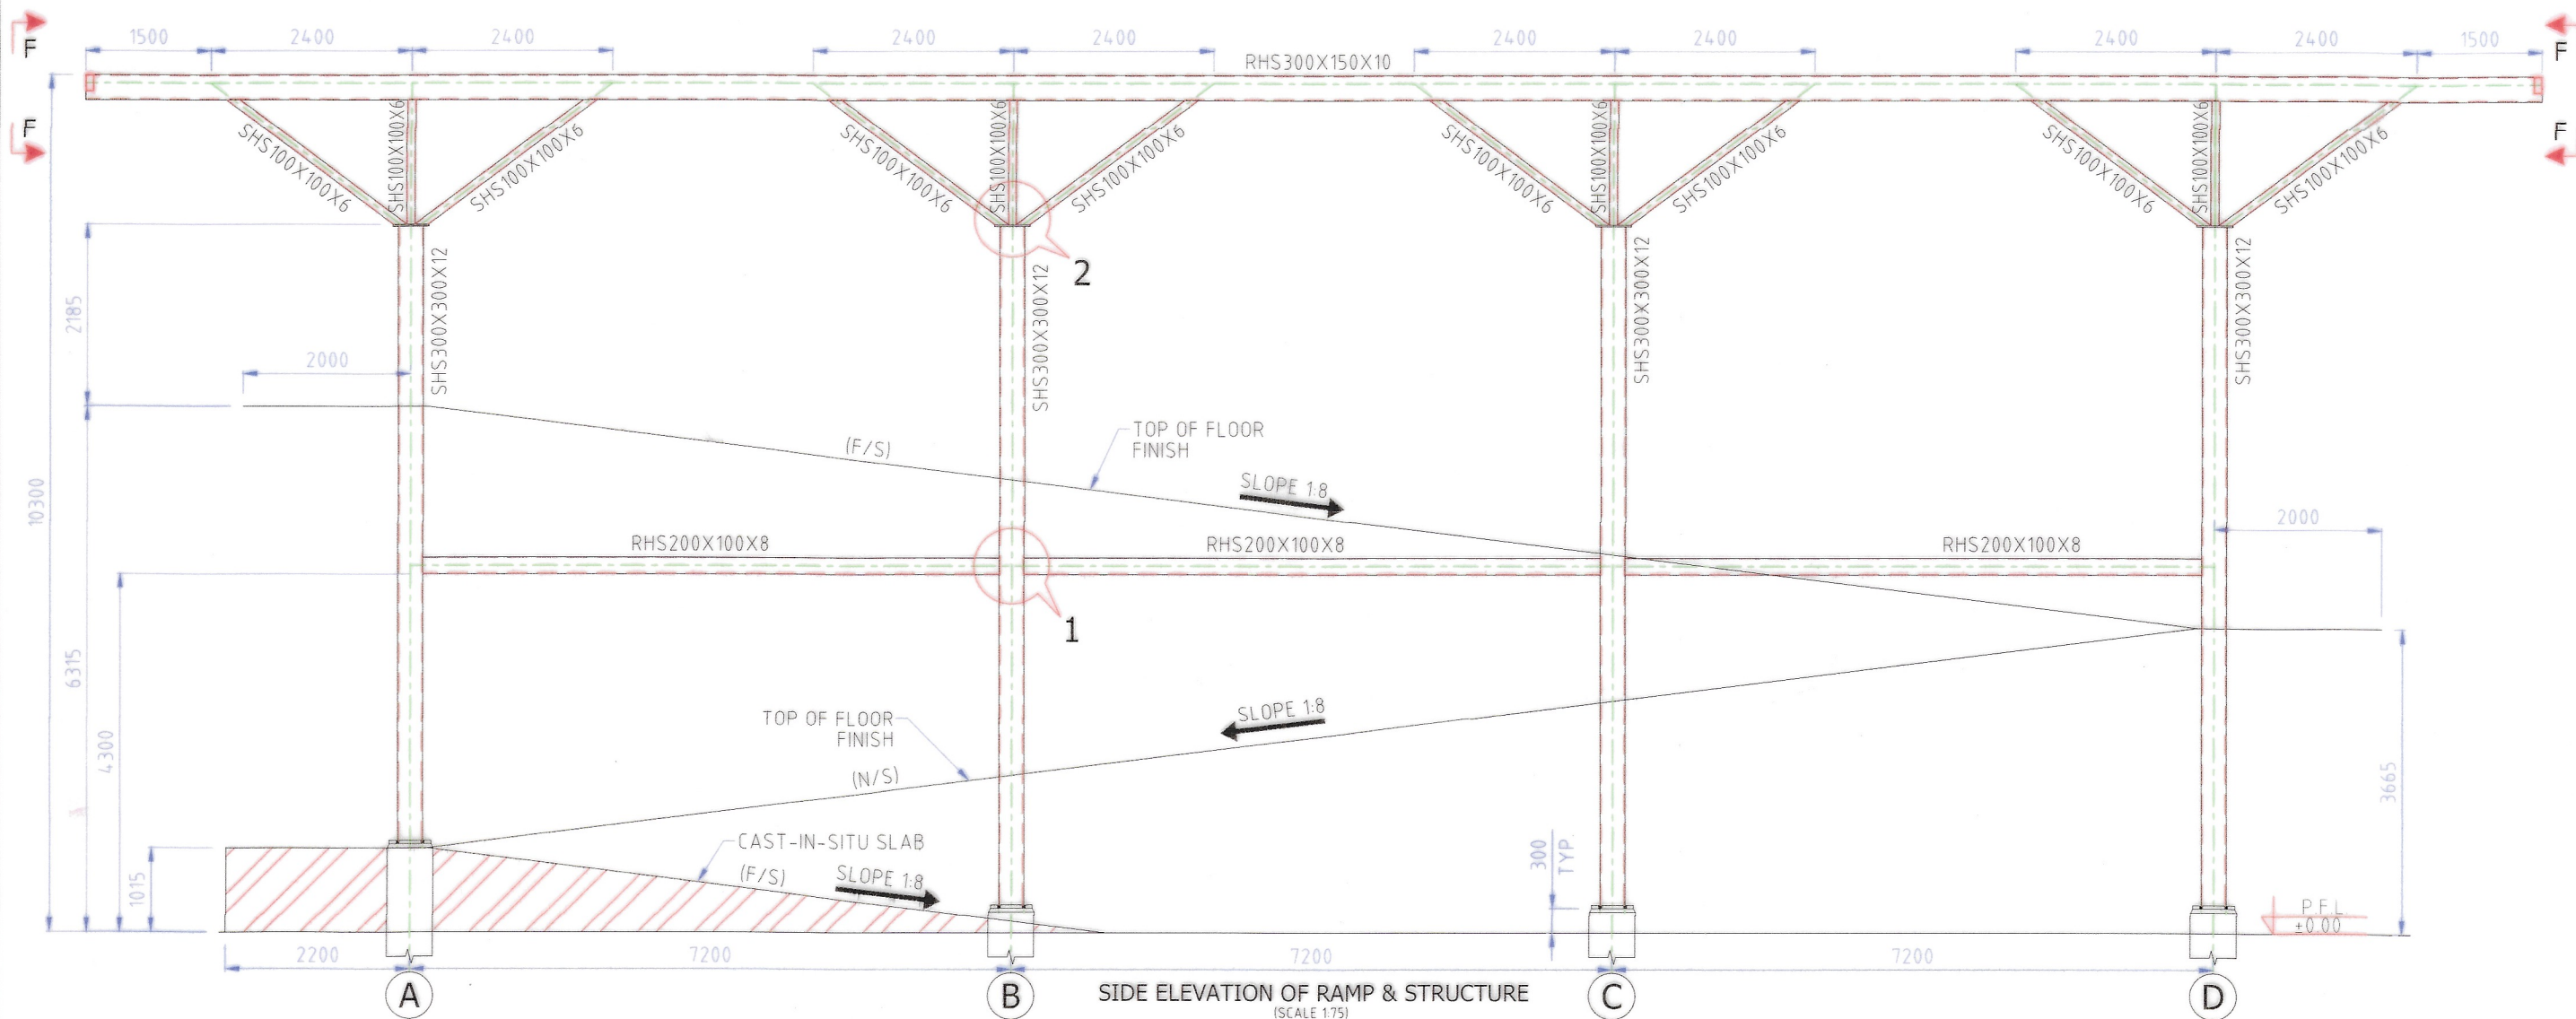 F
1500
2400
2400
2400
2400
2400
2400
2400
2400
1500
F
RHS300X150X10
F
F
SHS100X100X6
SHS100X100X6
SHS100X100X6
SHS100X100X6
SHS100X100X6
SHS100X100X6
SHS100X100X6
SHS100X100X6
SHS100X100X6
SHS100X100X6
SHS100X100X6
SHS100X100X6
2
SHS300X300X12
SHS300X300X12
SHS300X300X12
SHS300X300X12
2185
2000
TOP OF FLOOR
FINISH
(F/S)
SLOPE 1:8
10300
2000
RHS200X100X8
RHS200X100X8
RHS200X100X8
1
6315
4300
TOP OF FLOOR
FINISH
SLOPE 1:8
(N/S)
3665
CAST-IN-SITU SLAB
(F/S)
SLOPE 1:8
300
TYP.
1015
P.F.L
±0.00
2200
7200
7200
7200
A
B
SIDE ELEVATION OF RAMP & STRUCTURE
(SCALE 1:75)
C
D